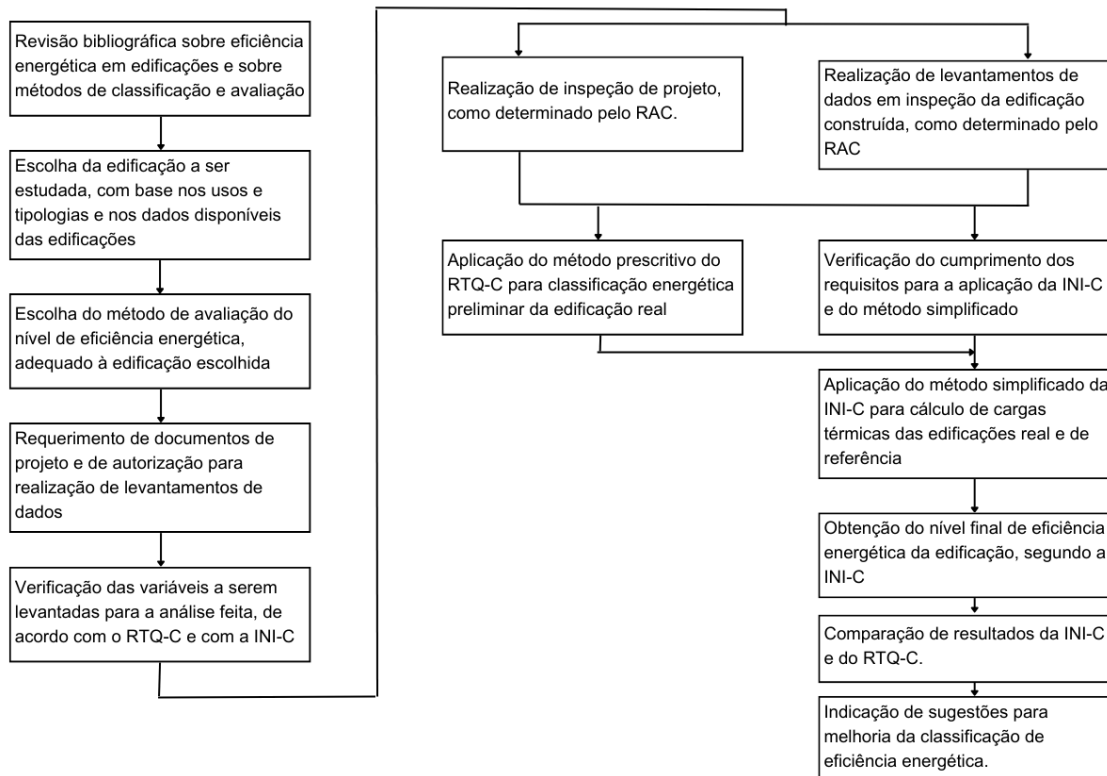 Revisão bibliográfica sobre eficiência
energética em edificações e sobre
métodos de classificação e avaliação
Escolha da edificação a ser
estudada, com base nos usos e
tipologias e nos dados disponíveis
das edificações
Escolha do método de avaliação do
nível de eficiência energética,
adequado à edificação escolhida
Requerimento de documentos de
projeto e de autorização para
realização de levantamentos de
dados
Verificação das variáveis a serem
levantadas para a análise feita, de
acordo com o RTQ-C e com a INI-C
Realização de inspeção de projeto,
como determinado pelo RAC.
Realização de levantamentos de
dados em inspeção da edificação
construída, como determinado pelo
RAC
Aplicação do método prescritivo do
RTQ-C para classificação energética
preliminar da edificação real
Verificação do cumprimento dos
requisitos para a aplicação da INI-C
e do método simplificado
Aplicação do método simplificado da
INI-C para cálculo de cargas
térmicas das edificações real e de
referência
Obtenção do nível final de eficiência
energética da edificação, segundo a
INI-C
Comparação de resultados da INI-C
e do RTQ-C.
Indicação de sugestões para
melhoria da classificação de
eficiência energética.